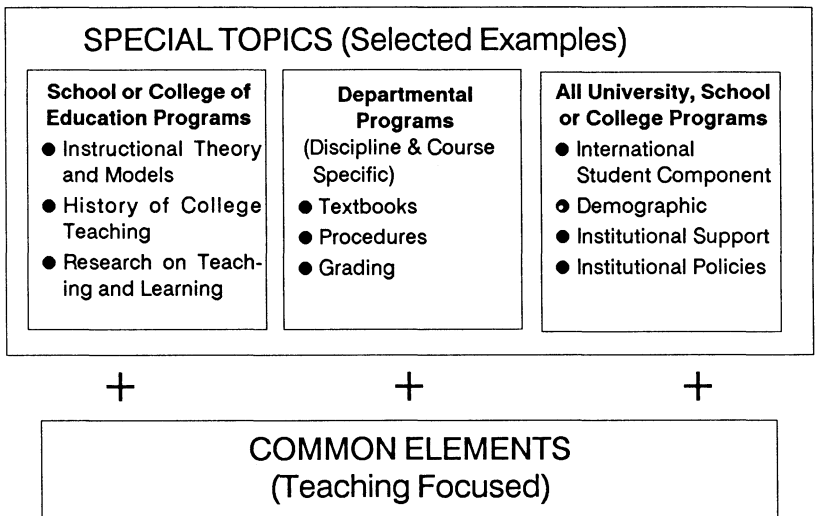 SPECIAL TOPICS (Selected Examples)
School or College of
Education Programs
● Instructional Theory
and Models
● History of College
Teaching
● Research on Teach-
ing and Learning
Departmental
Programs
(Discipline & Course
Specific)
● Textbooks
● Procedures
● Grading
All University, School
or College Programs
● International
Student Component
● Demographic
● Institutional Support
● Institutional Policies
+ + +
COMMON ELEMENTS
(Teaching Focused)